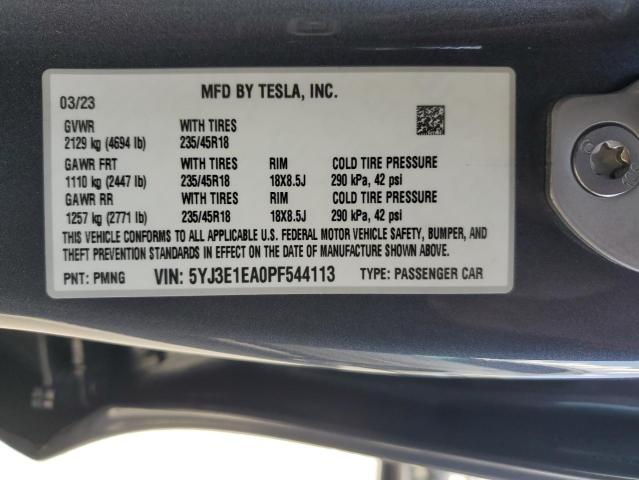 MFD BY TESLA, INC.
03/23
GVWR WITH TIRES
2129 kg (4694 lb) 235/45R18
GAWR FRT WITH TIRES RIM COLD TIRE PRESSURE
1110 kg (2447 lb) 235/45R18 18X8.5J 290 kPa, 42 psi
GAWR RR WITH TIRES RIM COLD TIRE PRESSURE
1257 kg (2771 lb) 235/45R18 18X8.5J 290 kPa, 42 psi
THIS VEHICLE CONFORMS TO ALL APPLICABLE U.S. FEDERAL MOTOR VEHICLE SAFETY, BUMPER, AND
THEFT PREVENTION STANDARDS IN EFFECT ON THE DATE OF MANUFACTURE SHOWN ABOVE.
PNT: PMNG VIN: 5YJ3E1EA0PF544113 TYPE: PASSENGER CAR